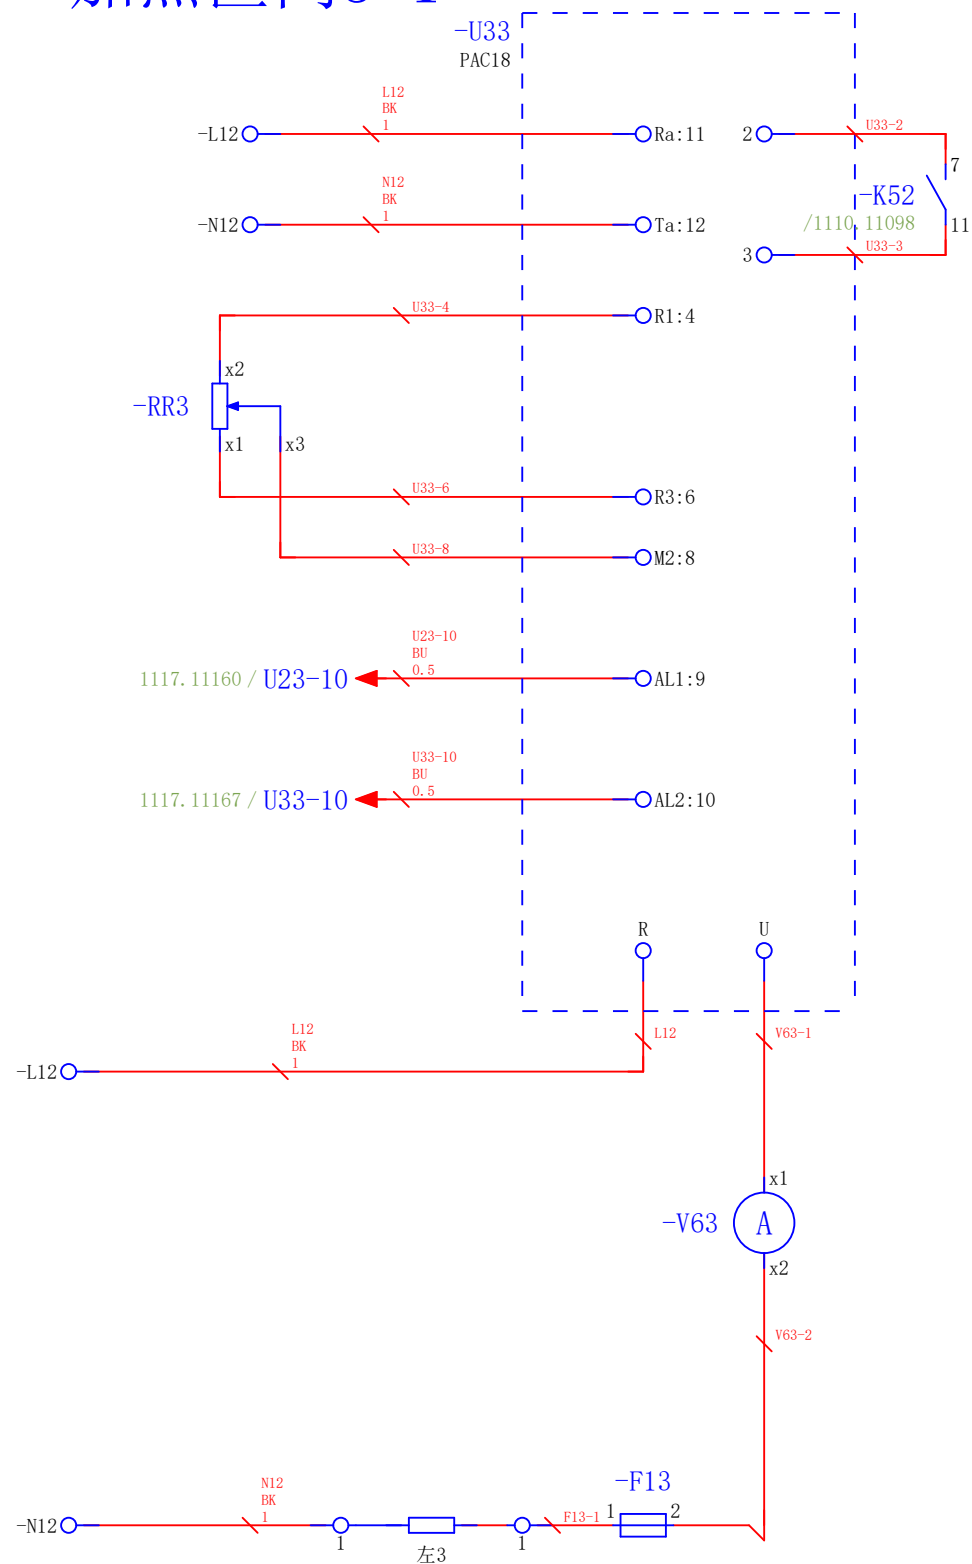 -U33
PAC18
L12
BK
1
-L12
Ra:11
2
U33-2
7
N12
BK
1
-K52
-N12
Ta:12
/1110.11098
11
3
U33-3
U33-4
R1:4
x2
-RR3
x1
x3
U33-6
R3:6
U33-8
M2:8
U23-10
BU
0.5
1117.11160 / U23-10
AL1:9
U33-10
BU
0.5
1117.11167 / U33-10
AL2:10
R
U
L12
BK
1
L12
V63-1
-L12
x1
-V63
A
x2
V63-2
-F13
N12
BK
1
F13-1
1
2
-N12
1
左3
1